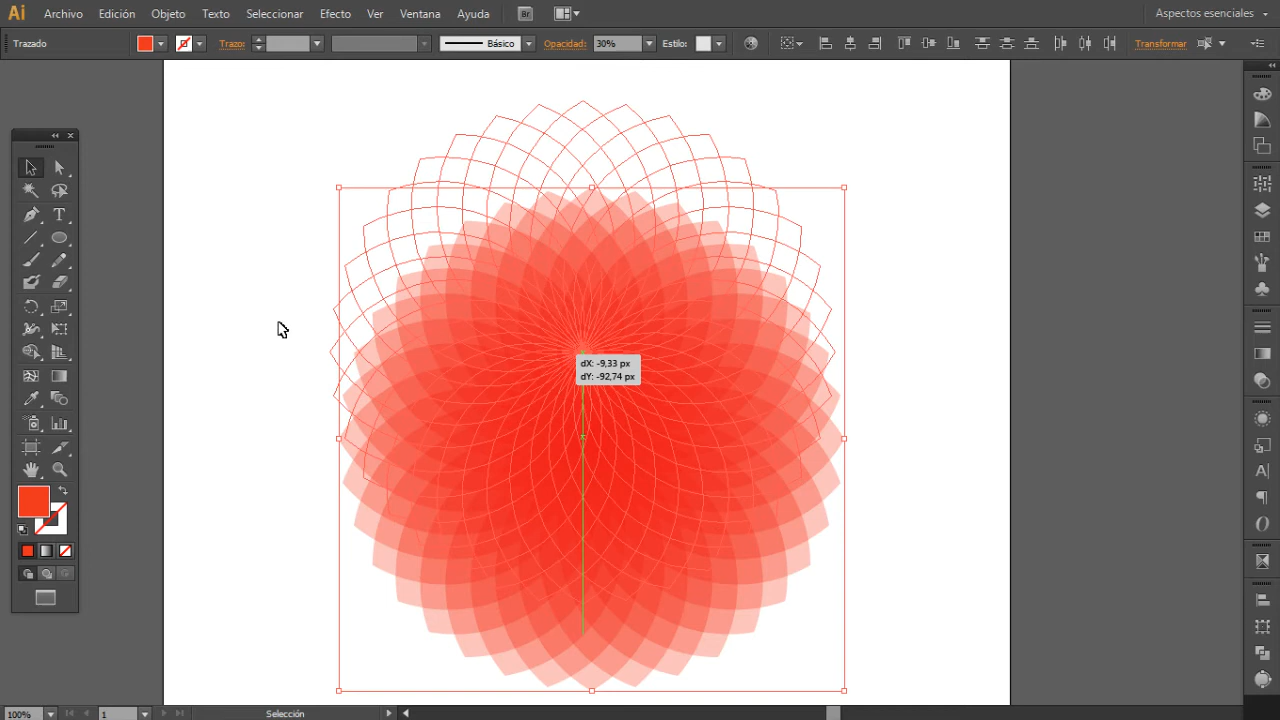 Ai Archivo Edición Objeto Texto Seleccionar Efecto Ver Ventana Ayuda Br Aspectos esenciales
Trazado Trazo: Básico Opacidad: 30% Estilo: Transformar
dX: -9,33 px
dY: -92,74 px
100% 1 Selección